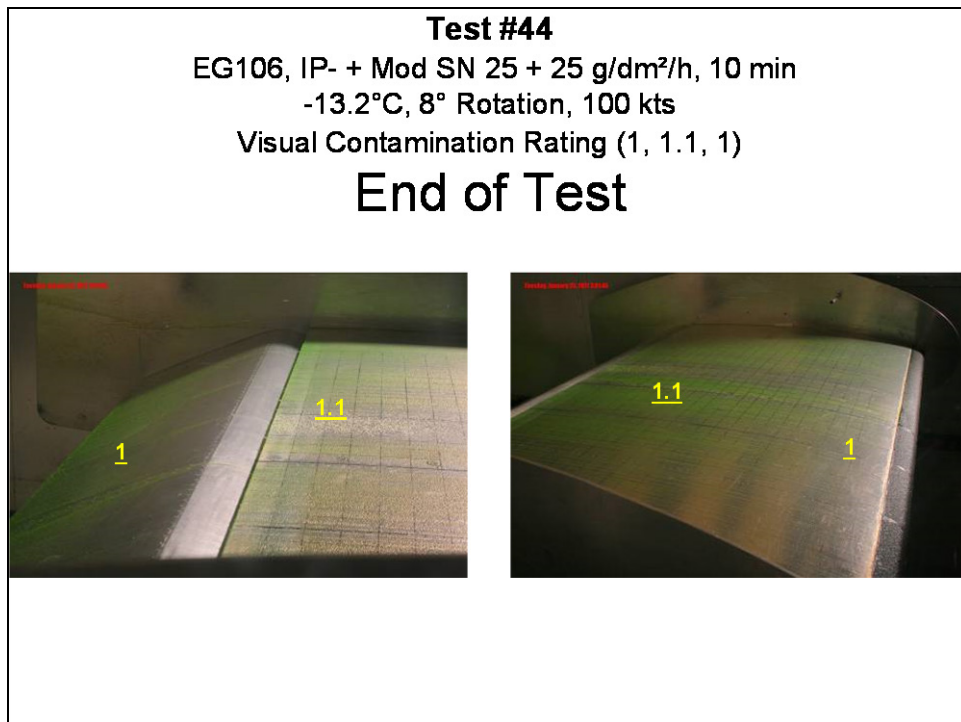 Test #44
EG106, IP- + Mod SN 25 + 25 g/dm²/h, 10 min
-13.2°C, 8° Rotation, 100 kts
Visual Contamination Rating (1, 1.1, 1)
End of Test
1
1.1
1.1
1